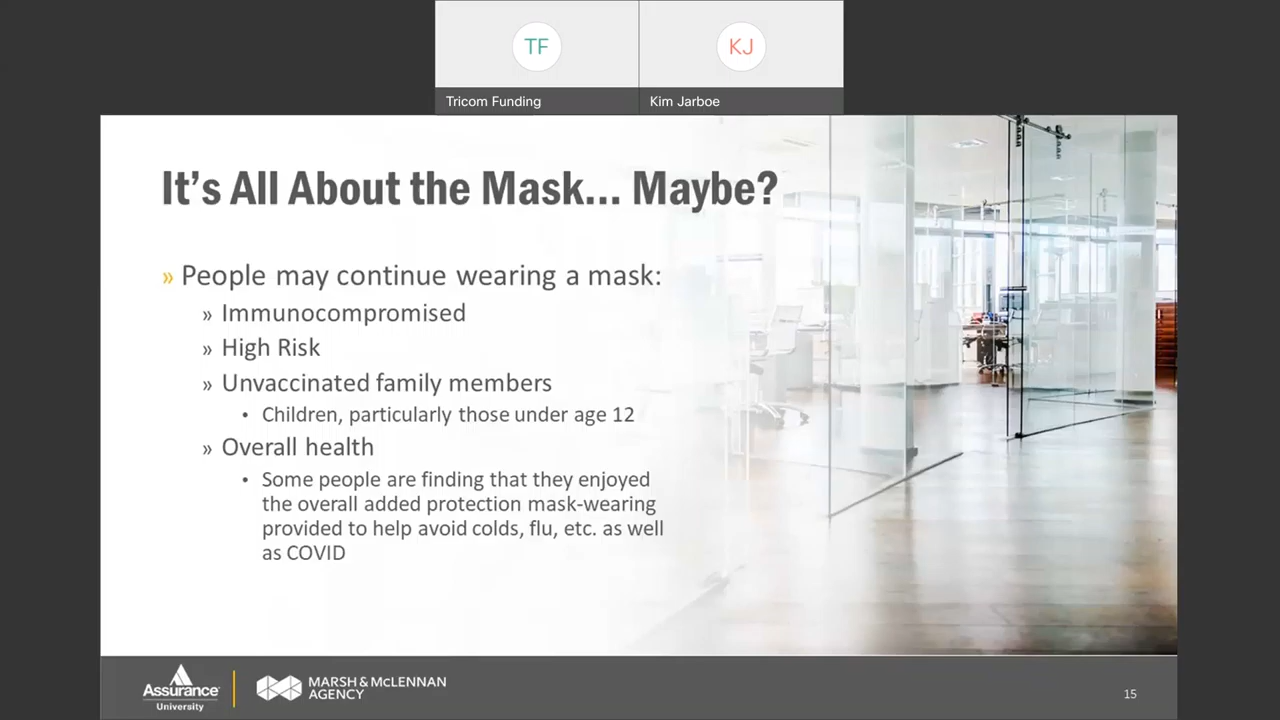 TF
KJ
Tricom Funding
Kim Jarboe
It’s All About the Mask... Maybe?
» People may continue wearing a mask:
» Immunocompromised
» High Risk
» Unvaccinated family members
• Children, particularly those under age 12
» Overall health
• Some people are finding that they enjoyed
the overall added protection mask-wearing
provided to help avoid colds, flu, etc. as well
as COVID
Assurance
University
MARSH & McLENNAN
AGENCY
15